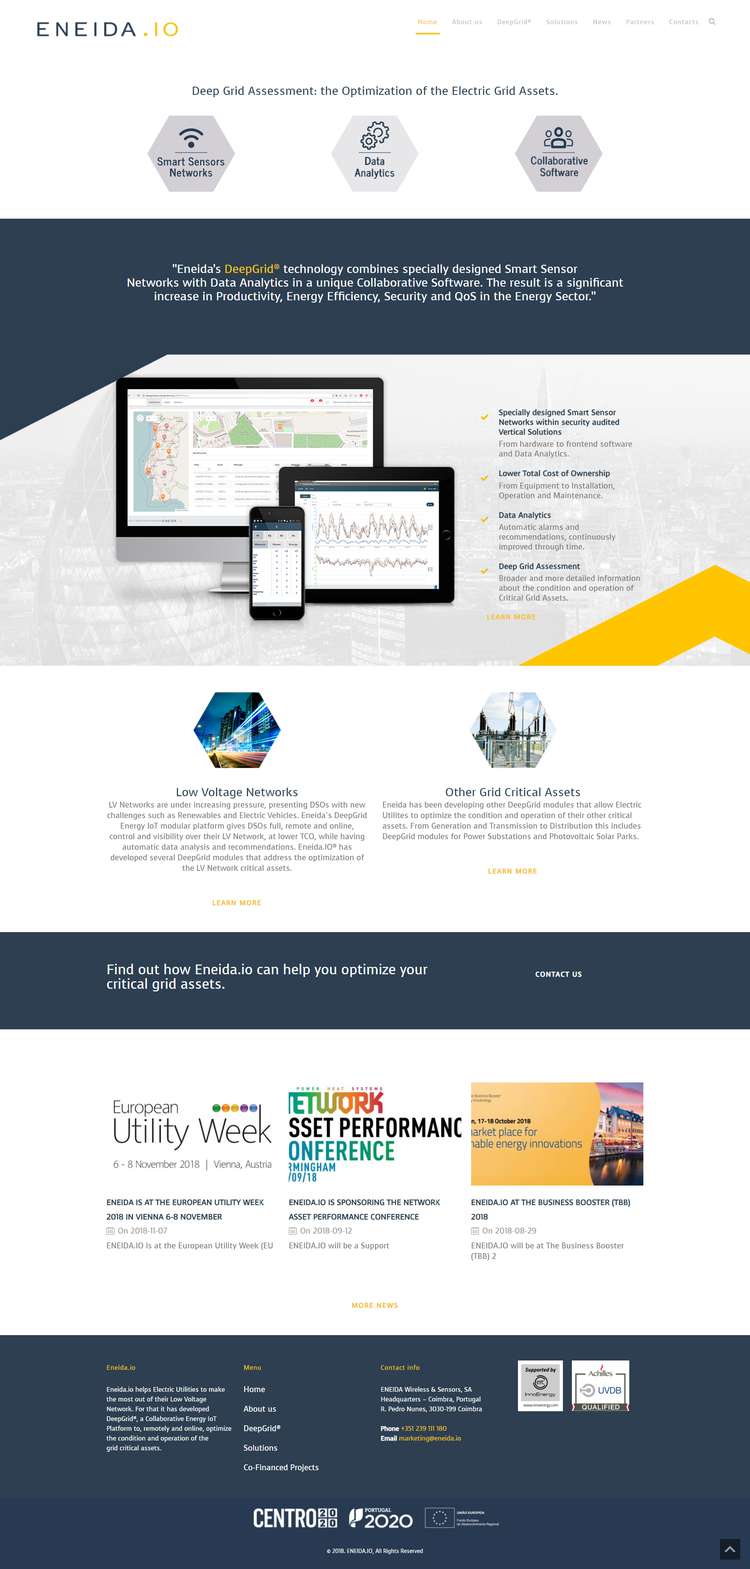 ENEIDA.IO
Home About us DeepGrid® Solutions News Partners Contacts
Deep Grid Assessment: the Optimization of the Electric Grid Assets.
Smart Sensors
Networks
Data
Analytics
Collaborative
Software
"Eneida's DeepGrid® technology combines specially designed Smart Sensor
Networks with Data Analytics in a unique Collaborative Software. The result is a significant
increase in Productivity, Energy Efficiency, Security and QoS in the Energy Sector."
Specially designed Smart Sensor
Networks within security audited
Vertical Solutions
From hardware to frontend software
and Data Analytics.
Lower Total Cost of Ownership
From Equipment to Installation,
Operation and Maintenance.
Data Analytics
Automatic alarms and
recommendations, continuously
improved through time.
Deep Grid Assessment
Broader and more detailed information
about the condition and operation of
Critical Grid Assets.
LEARN MORE
Low Voltage Networks
LV Networks are under increasing pressure, presenting DSOs with new
challenges such as Renewables and Electric Vehicles. Eneida's DeepGrid
Energy IoT modular platform gives DSOs full, remote and online,
control and visibility over their LV Network, at lower TCO, while having
automatic data analysis and recommendations. Eneida.IO® has
developed several DeepGrid modules that address the optimization of
the LV Network critical assets.
LEARN MORE
Other Grid Critical Assets
Eneida has been developing other DeepGrid modules that allow Electric
Utilites to optimize the condition and operation of their other critical
assets. From Generation and Transmission to Distribution this includes
DeepGrid modules for Power Substations and Photovoltaic Solar Parks.
LEARN MORE
Find out how Eneida.io can help you optimize your
critical grid assets.
CONTACT US
European
Utility Week
6 - 8 November 2018 | Vienna, Austria
ENEIDA IS AT THE EUROPEAN UTILITY WEEK
2018 IN VIENNA 6-8 NOVEMBER
On 2018-11-07
ENEIDA.IO is at the European Utility Week (EU
POWER HEAT SYSTEMS
NETWORK
ASSET PERFORMANC
CONFERENCE
RMINGHAM
/09/18
ENEIDA.IO IS SPONSORING THE NETWORK
ASSET PERFORMANCE CONFERENCE
On 2018-09-12
ENEIDA.IO will be a Support
n, 17-18 October 2018
arket place for
nable energy innovations
ENEIDA.IO AT THE BUSINESS BOOSTER (TBB)
2018
On 2018-08-29
ENEIDA.IO will be at The Business Booster
(TBB) 2
MORE NEWS
Eneida.io
Eneida.io helps Electric Utilities to make
the most out of their Low Voltage
Network. For that it has developed
DeepGrid®, a Collaborative Energy IoT
Platform to, remotely and online, optimize
the condition and operation of the
grid critical assets.
Menu
Home
About us
DeepGrid®
Solutions
Co-Financed Projects
Contact info
ENEIDA Wireless & Sensors, SA
Headquarters – Coimbra, Portugal
R. Pedro Nunes, 3030-199 Coimbra
Phone +351 239 111 180
Email marketing@eneida.io
Supported by
InnoEnergy
Achilles
UVDB
QUALIFIED
CENTRO 2020
PORTUGAL
2020
UNIÃO EUROPEIA
Fundo Europeu
de Desenvolvimento Regional
© 2018. ENEIDA.IO, All Rights Reserved